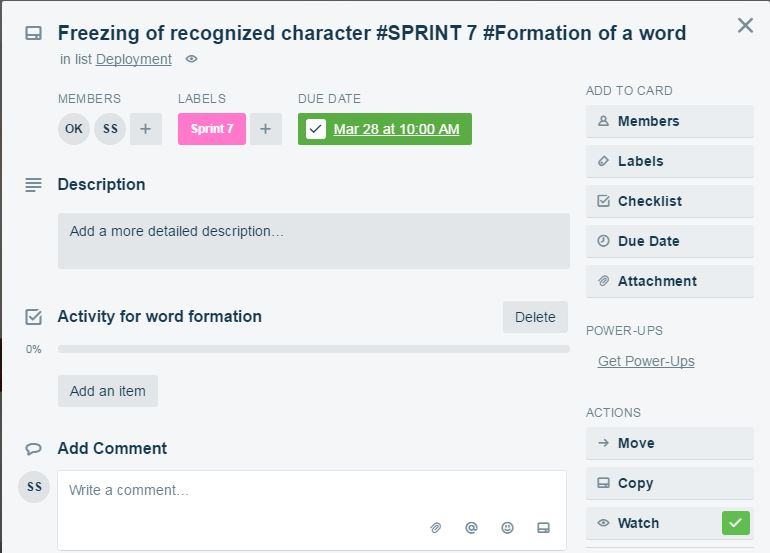 Freezing of recognized character #SPRINT 7 #Formation of a word
in list Deployment
MEMBERS
OK SS +
LABELS
Sprint 7 +
DUE DATE
Mar 28 at 10:00 AM
Description
Add a more detailed description…
Activity for word formation
Delete
0%
Add an item
Add Comment
SS
Write a comment…
@
ADD TO CARD
Members
Labels
Checklist
Due Date
Attachment
POWER-UPS
Get Power-Ups
ACTIONS
Move
Copy
Watch